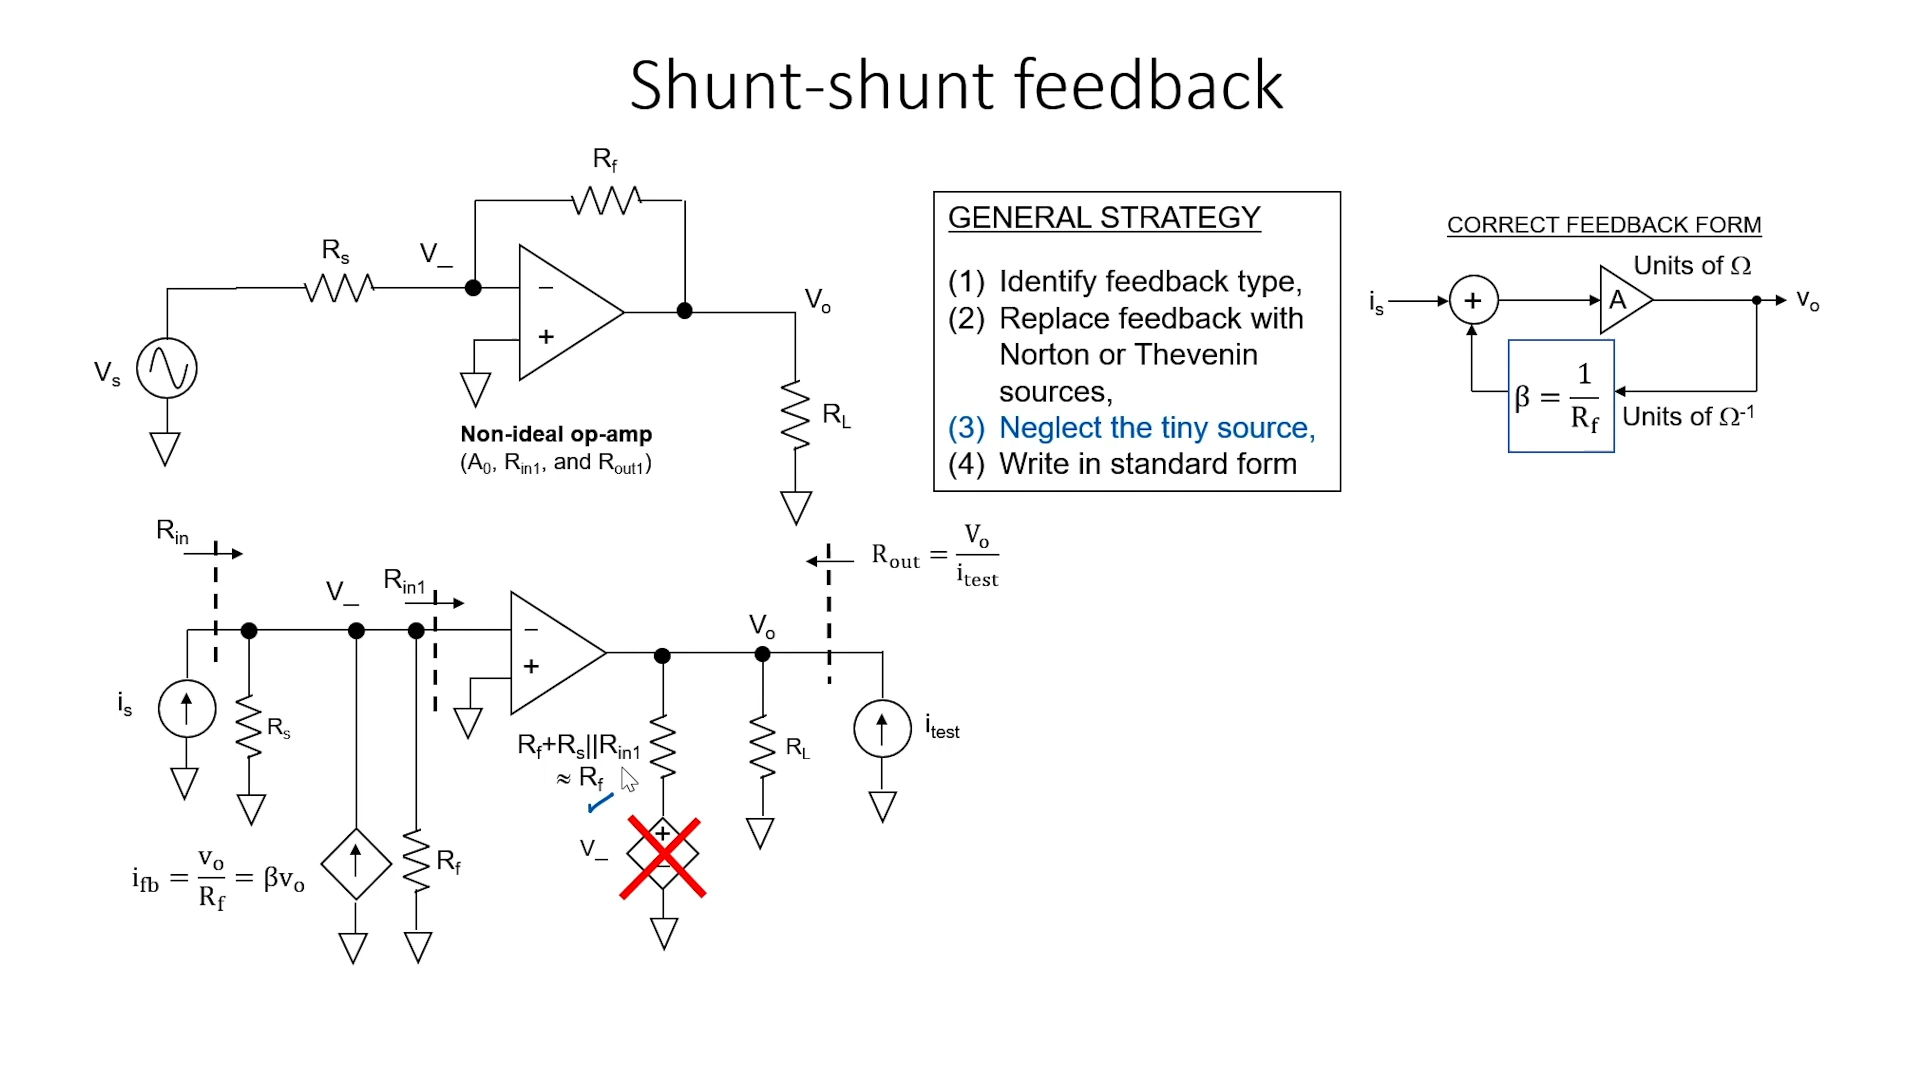 Shunt-shunt feedback
R_f
R_s
V_–
−
+
V_s
V_o
R_L
Non-ideal op-amp
(A_0, R_in1, and R_out1)
GENERAL STRATEGY
(1) Identify feedback type,
(2) Replace feedback with
Norton or Thevenin
sources,
(3) Neglect the tiny source,
(4) Write in standard form
CORRECT FEEDBACK FORM
Units of Ω
i_s
+
A
v_o
β = 1/R_f
Units of Ω^-1
R_in
V_–
R_in1
−
+
V_o
R_out = V_o/i_test
i_s
R_s
R_f+R_s||R_in1
≈ R_f
R_L
i_test
i_fb = v_o/R_f = βv_o
R_f
V_–
+
−